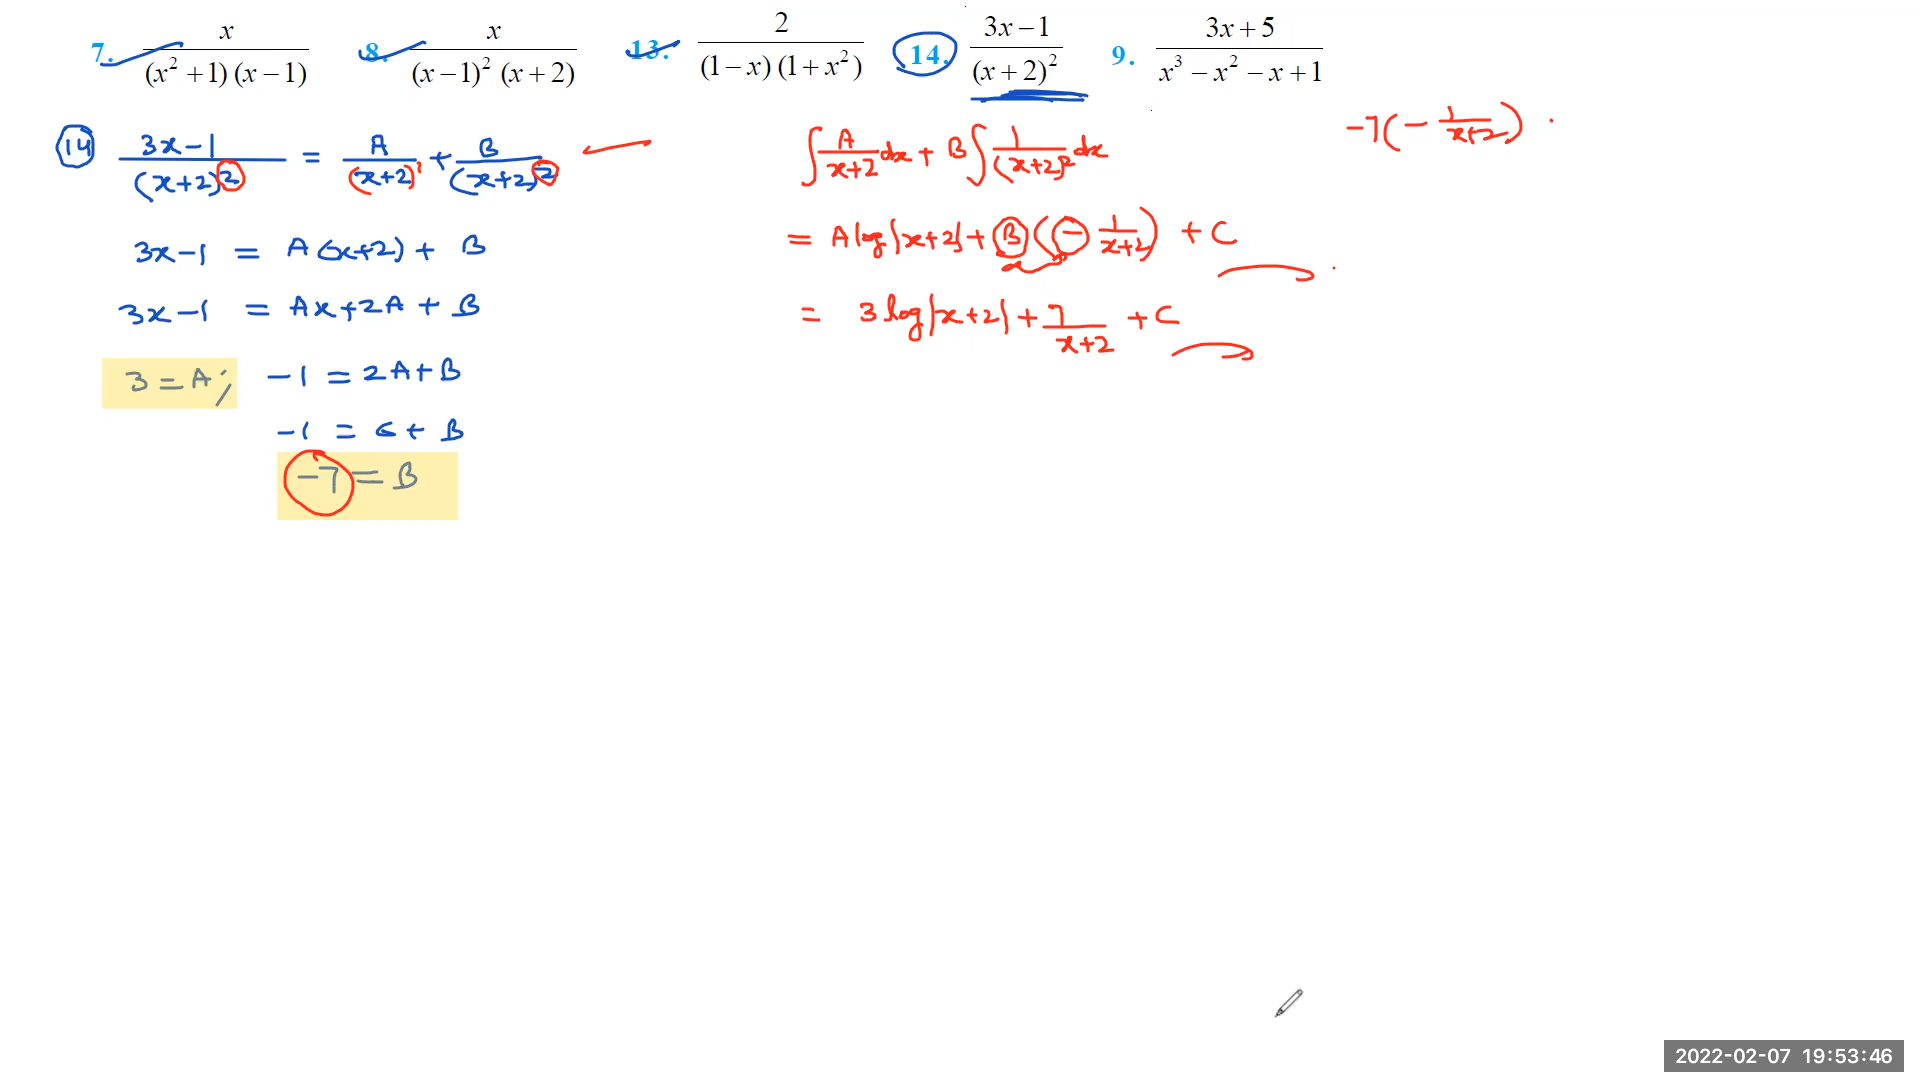 7. x/((x² +1) (x −1)) 8. x/((x −1)² (x + 2)) 13. 2/((1− x) (1+ x²)) 14. (3x −1)/(x + 2)² 9. (3x + 5)/(x³ − x² − x +1)
(14) (3x-1)/(x+2)² = A/(x+2)' + B/(x+2)²
3x-1 = A(x+2) + B
3x-1 = Ax+2A + B
3 = A; -1 = 2A+B
-1 = 6+ B
-7 = B
∫ A/(x+2) dx + B ∫ 1/(x+2)² dx
= A log|x+2| + B (- 1/(x+2)) + C
= 3 log|x+2| + 7/(x+2) + C
-7(- 1/(x+2))
2022-02-07 19:53:46